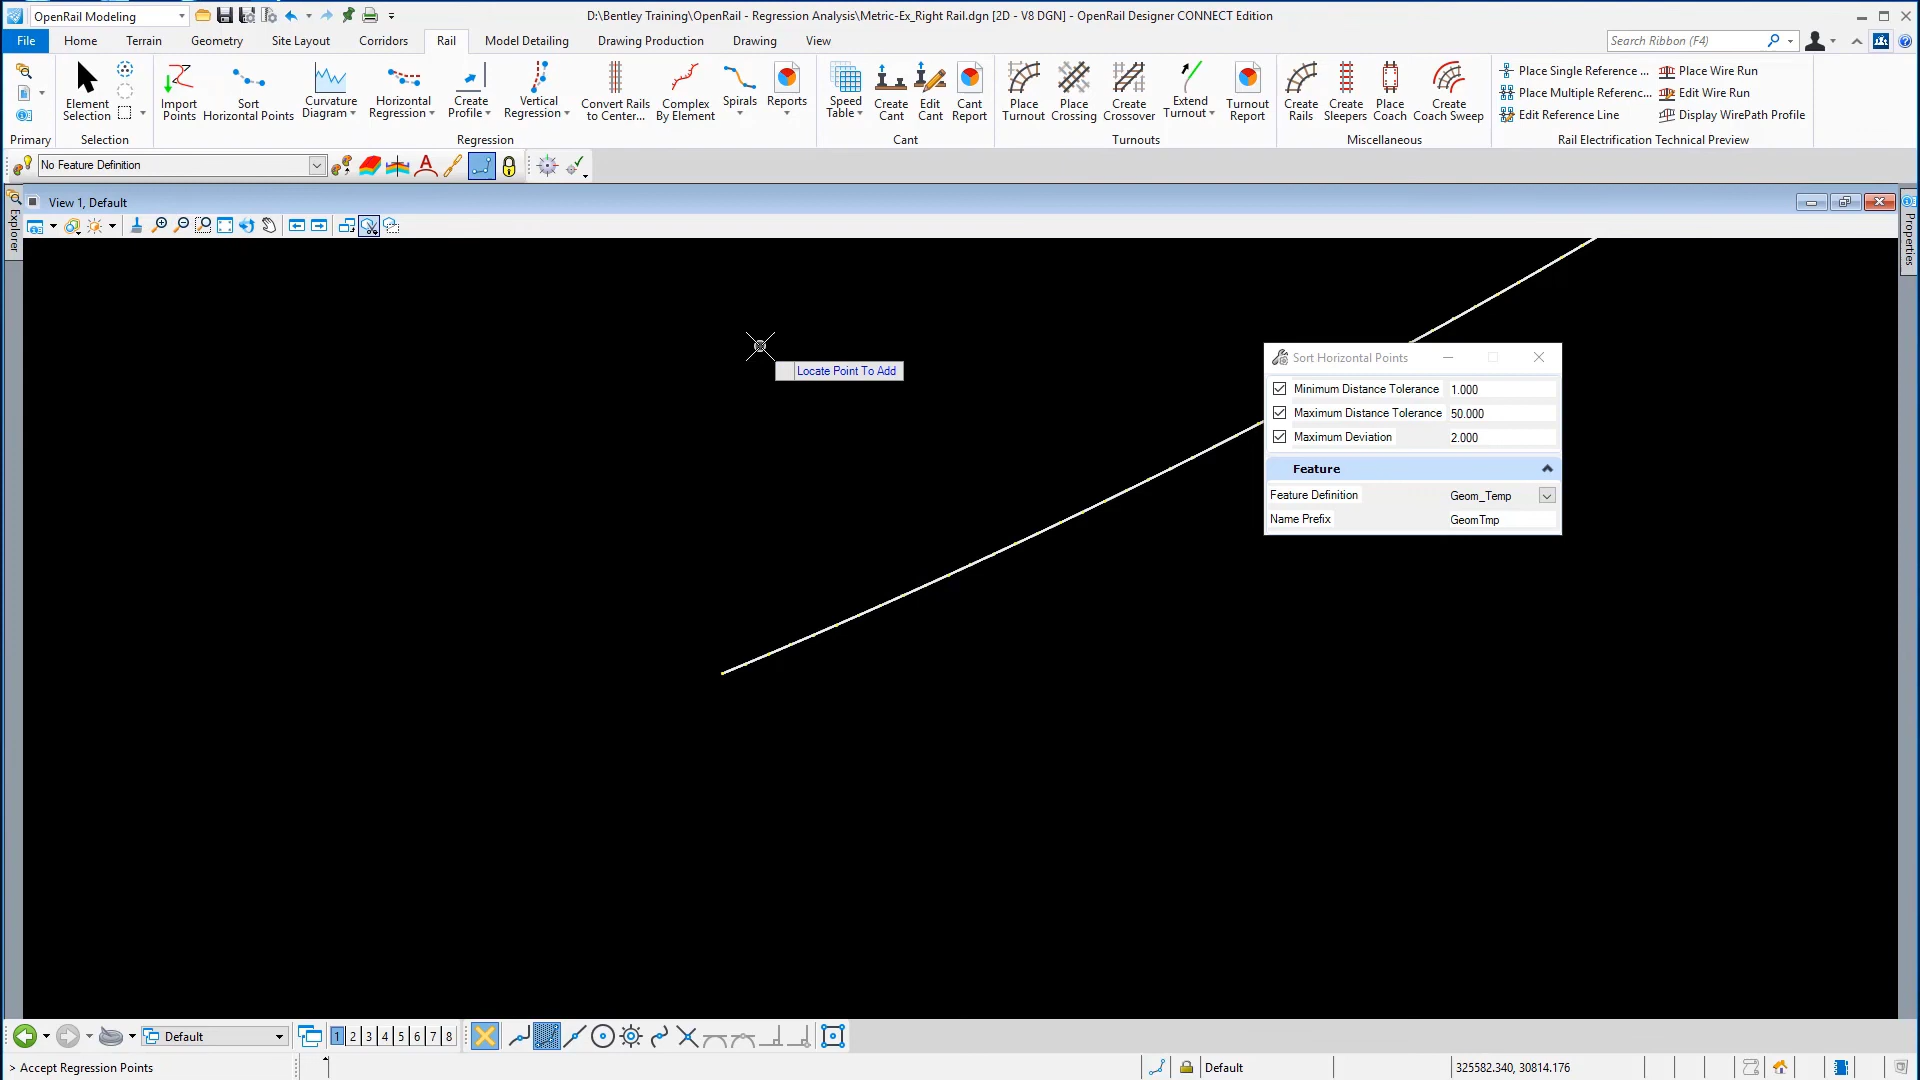 OpenRail Modeling
D:\Bentley Training\OpenRail - Regression Analysis\Metric-Ex_Right Rail.dgn [2D - V8 DGN] - OpenRail Designer CONNECT Edition
File Home Terrain Geometry Site Layout Corridors Rail Model Detailing Drawing Production Drawing View
Search Ribbon (F4)
Element Selection
Import Points
Sort Horizontal Points
Curvature Diagram
Horizontal Regression
Create Profile
Vertical Regression
Convert Rails to Center...
Complex By Element
Spirals
Reports
Speed Table
Create Cant
Edit Cant
Cant Report
Place Turnout
Place Crossing
Create Crossover
Extend Turnout
Turnout Report
Create Rails
Create Sleepers
Place Coach
Create Coach Sweep
Place Single Reference ...
Place Wire Run
Place Multiple Referenc...
Edit Wire Run
Edit Reference Line
Display WirePath Profile
Primary Selection Regression Cant Turnouts Miscellaneous Rail Electrification Technical Preview
No Feature Definition
View 1, Default
Explorer
Properties
Locate Point To Add
Sort Horizontal Points
Minimum Distance Tolerance 1.000
Maximum Distance Tolerance 50.000
Maximum Deviation 2.000
Feature
Feature Definition Geom_Temp
Name Prefix GeomTmp
Default
1 2 3 4 5 6 7 8
> Accept Regression Points
Default
325582.340, 30814.176